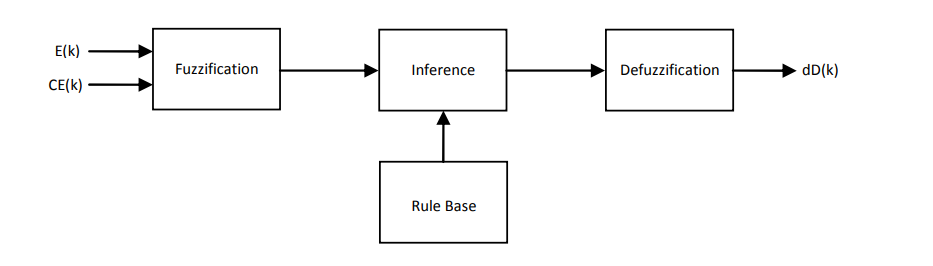 E(k)
CE(k)
Fuzzification
Inference
Defuzzification
dD(k)
Rule Base